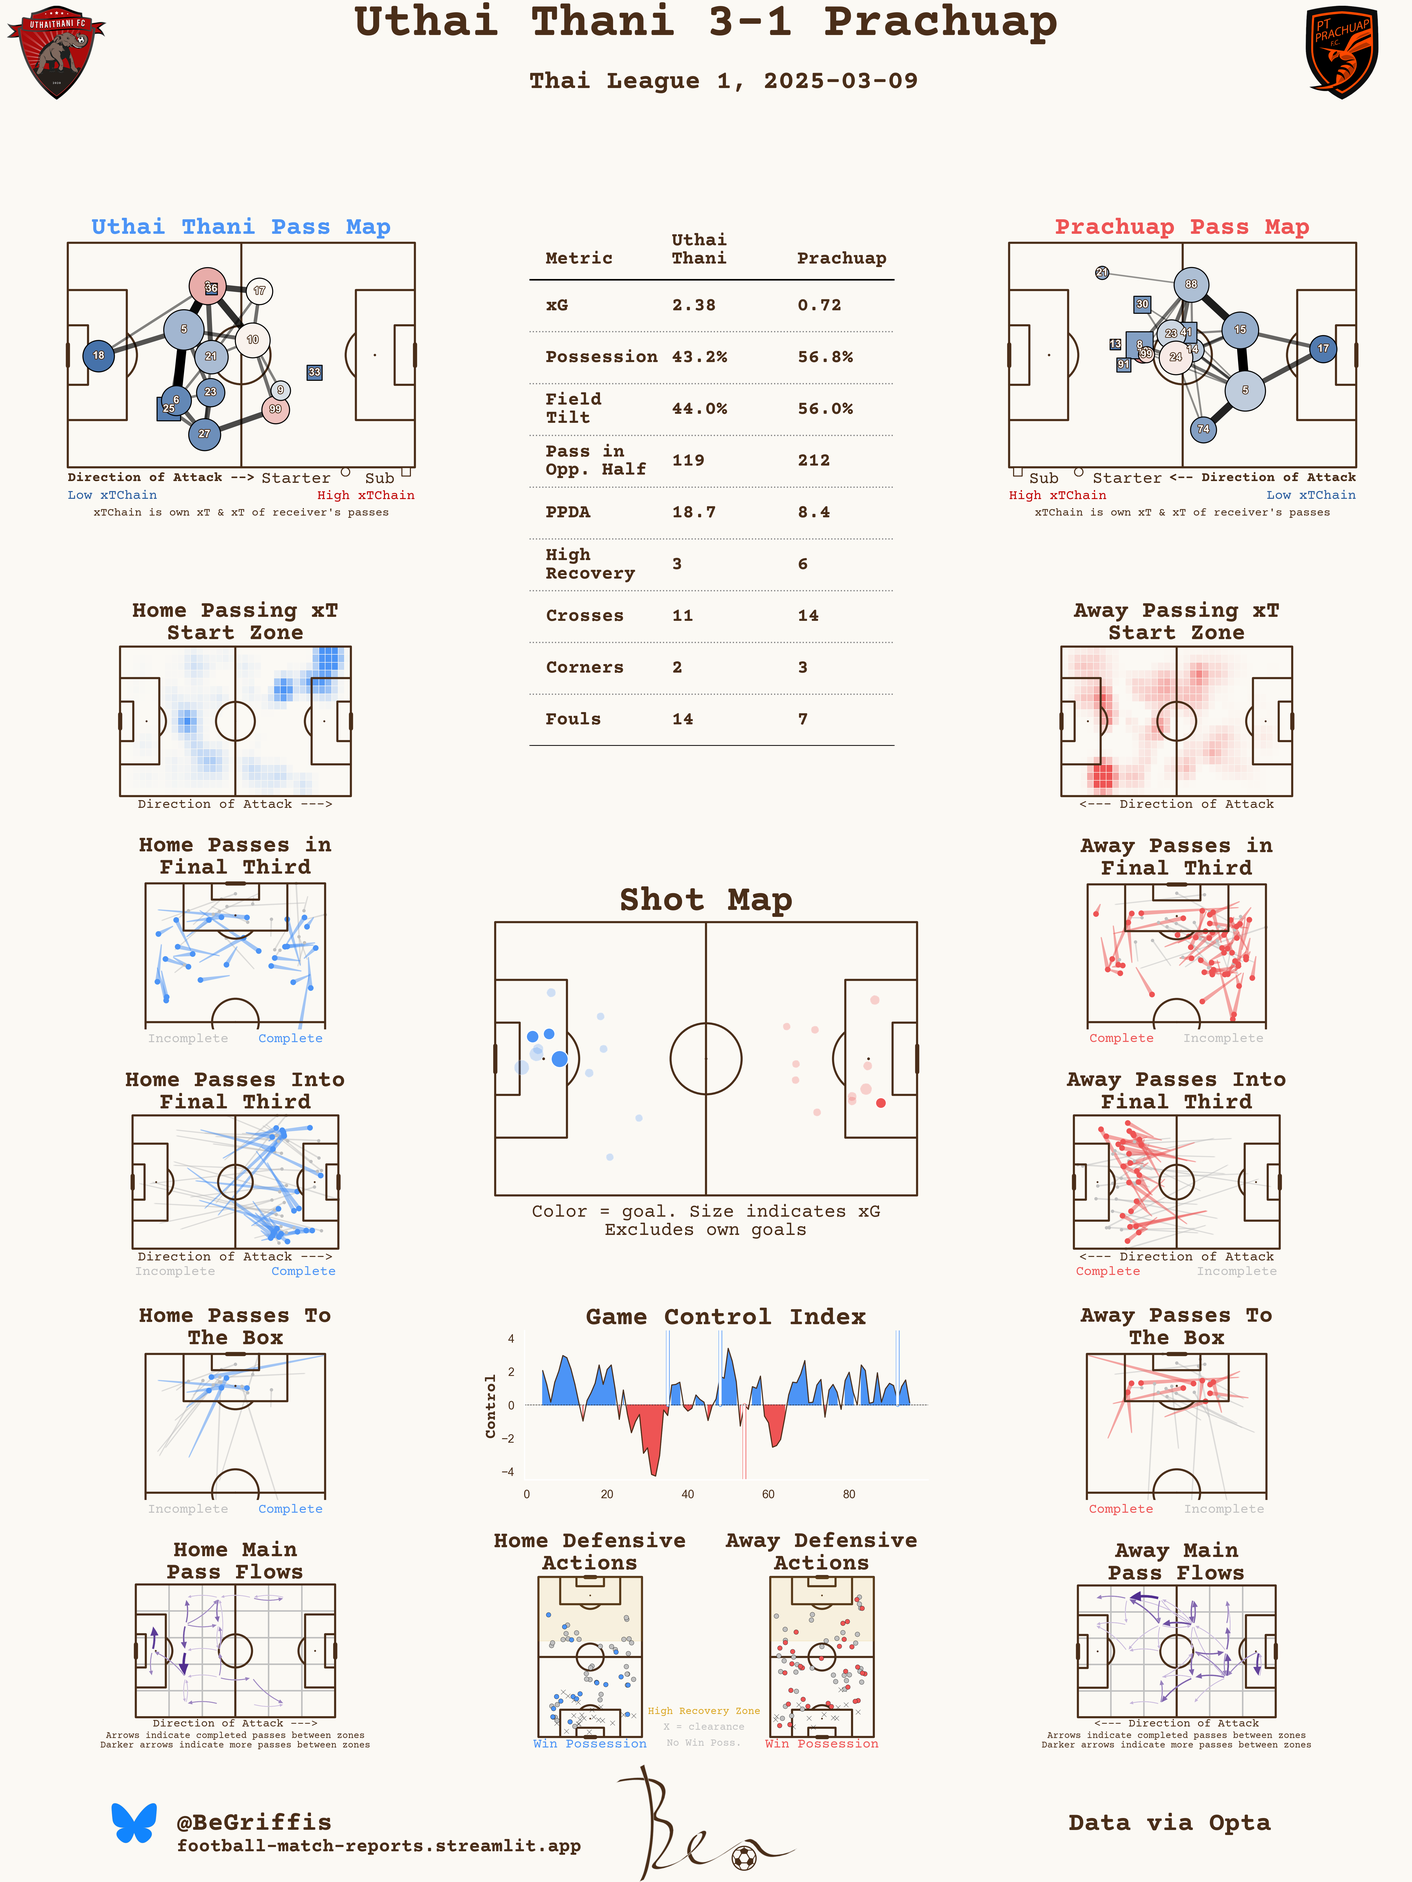 Uthai Thani 3-1 Prachuap
Thai League 1, 2025-03-09
UTHAITHANI FC
PT
PRACHUAP
F.C.
Uthai Thani Pass Map
36
17
5
10
18
21
33
23
9
6
25
99
27
Direction of Attack --> Starter Sub
Low xTChain High xTChain
xTChain is own xT & xT of receiver's passes
Metric Uthai Thani Prachuap
xG 2.38 0.72
Possession 43.2% 56.8%
Field Tilt 44.0% 56.0%
Pass in Opp. Half 119 212
PPDA 18.7 8.4
High Recovery 3 6
Crosses 11 14
Corners 2 3
Fouls 14 7
Prachuap Pass Map
21
88
30
23
41
15
13
8
14
17
99
24
91
5
74
Sub Starter <-- Direction of Attack
High xTChain Low xTChain
xTChain is own xT & xT of receiver's passes
Home Passing xT
Start Zone
Direction of Attack --->
Away Passing xT
Start Zone
<--- Direction of Attack
Home Passes in
Final Third
Incomplete Complete
Away Passes in
Final Third
Complete Incomplete
Shot Map
Color = goal. Size indicates xG
Excludes own goals
Home Passes Into
Final Third
Direction of Attack --->
Incomplete Complete
Away Passes Into
Final Third
<--- Direction of Attack
Complete Incomplete
Home Passes To
The Box
Incomplete Complete
Game Control Index
Control
4
2
0
−2
−4
0 20 40 60 80
Away Passes To
The Box
Complete Incomplete
Home Main
Pass Flows
Direction of Attack --->
Arrows indicate completed passes between zones
Darker arrows indicate more passes between zones
Home Defensive
Actions
Win Possession
High Recovery Zone
X = clearance
No Win Poss.
Away Defensive
Actions
Win Possession
Away Main
Pass Flows
<--- Direction of Attack
Arrows indicate completed passes between zones
Darker arrows indicate more passes between zones
@BeGriffis
football-match-reports.streamlit.app
Ben
Data via Opta